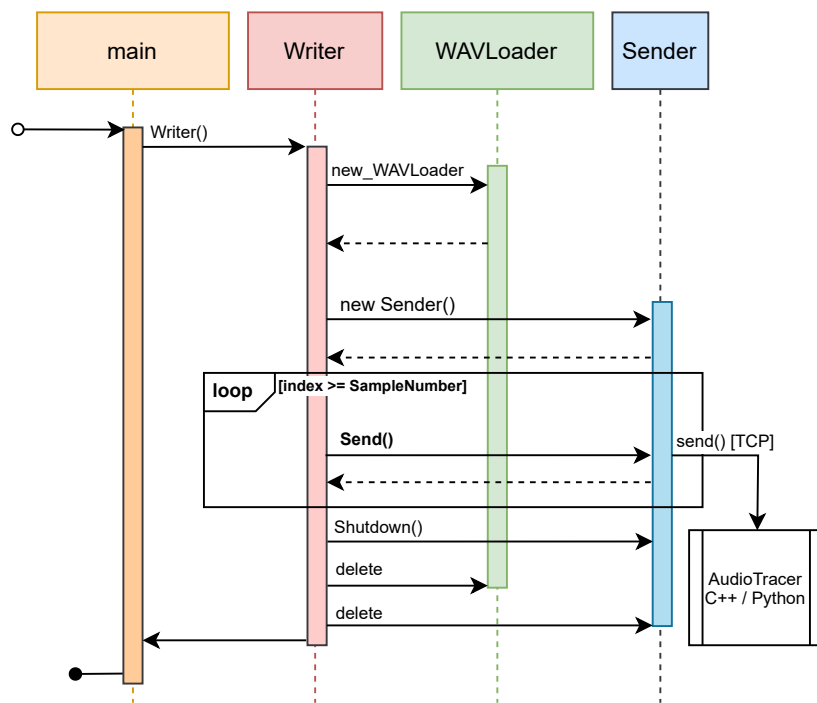 main
Writer
WAVLoader
Sender
Writer()
new_WAVLoader
new Sender()
loop
[index >= SampleNumber]
Send()
send() [TCP]
Shutdown()
delete
AudioTracer
C++ / Python
delete